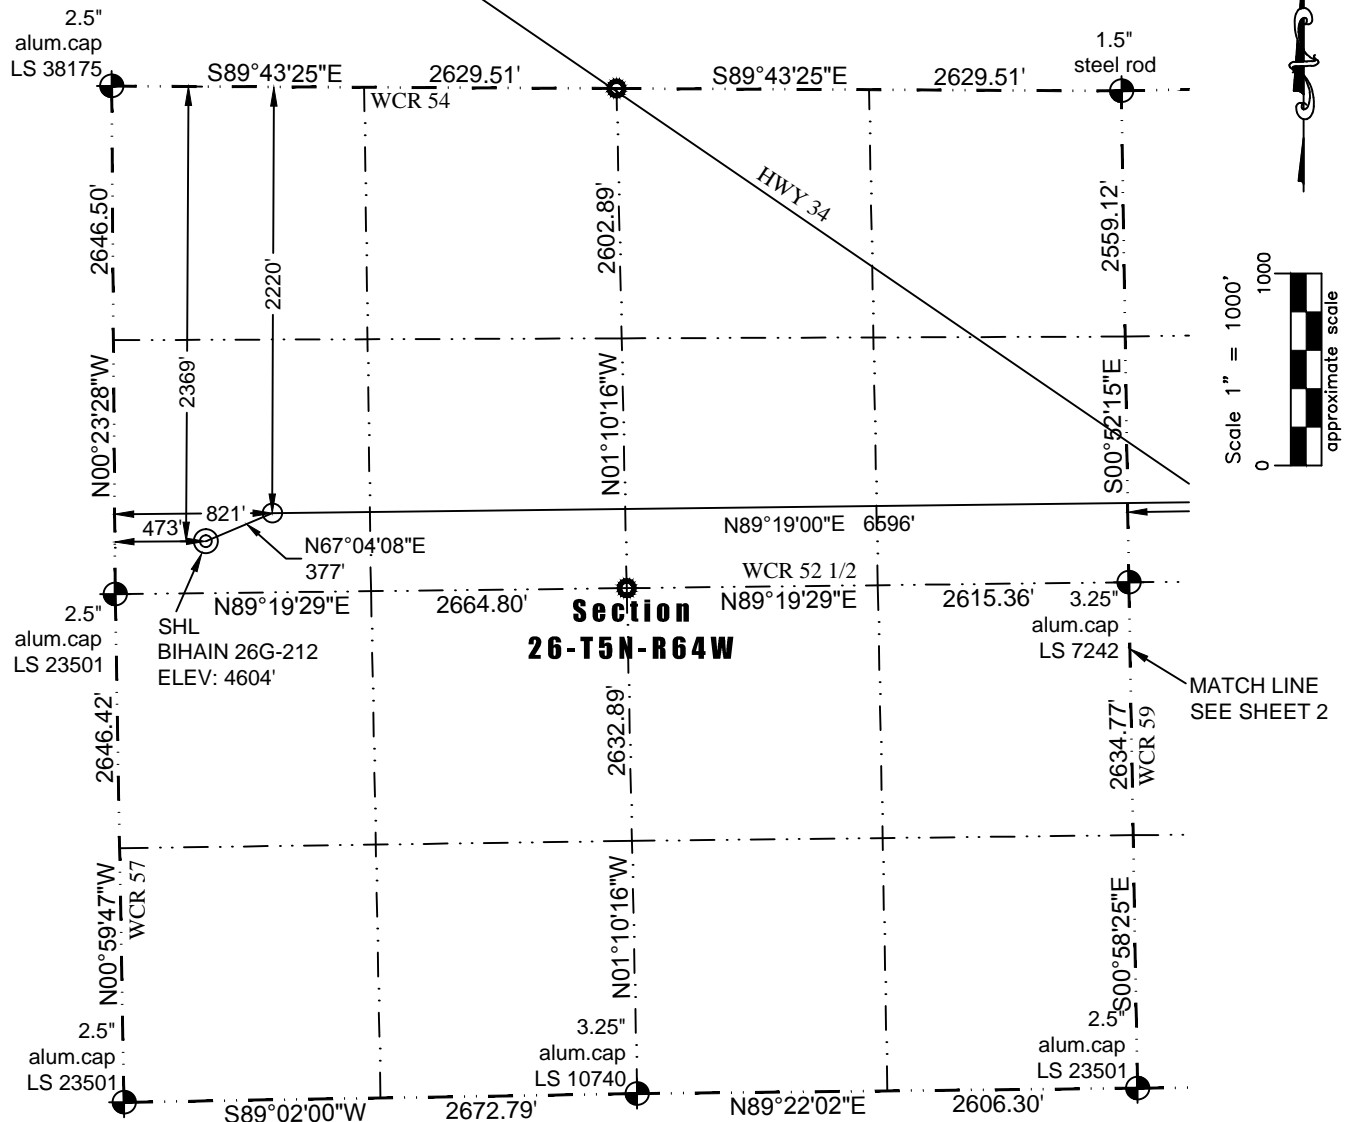 2.5"
alum.cap
LS 38175
S89°43'25"E
2629.51'
S89°43'25"E
2629.51'
1.5"
steel rod
WCR 54
HWY 34
2646.50'
2602.89'
2559.12'
2220'
2369'
Scale 1" = 1000'
0
1000
approximate scale
N00°23'28"W
N01°10'16"W
S00°52'15"E
821'
473'
N67°04'08"E
377'
N89°19'00"E 6596'
WCR 52 1/2
N89°19'29"E
2664.80'
N89°19'29"E
2615.36'
2.5"
alum.cap
LS 23501
SHL
BIHAIN 26G-212
ELEV: 4604'
Section
26-T5N-R64W
3.25"
alum.cap
LS 7242
MATCH LINE
SEE SHEET 2
2646.42'
2632.89'
2634.77'
WCR 59
N00°59'47"W
WCR 57
N01°10'16"W
S00°58'25"E
2.5"
alum.cap
LS 23501
3.25"
alum.cap
LS 10740
2.5"
alum.cap
LS 23501
S89°02'00"W
2672.79'
N89°22'02"E
2606.30'